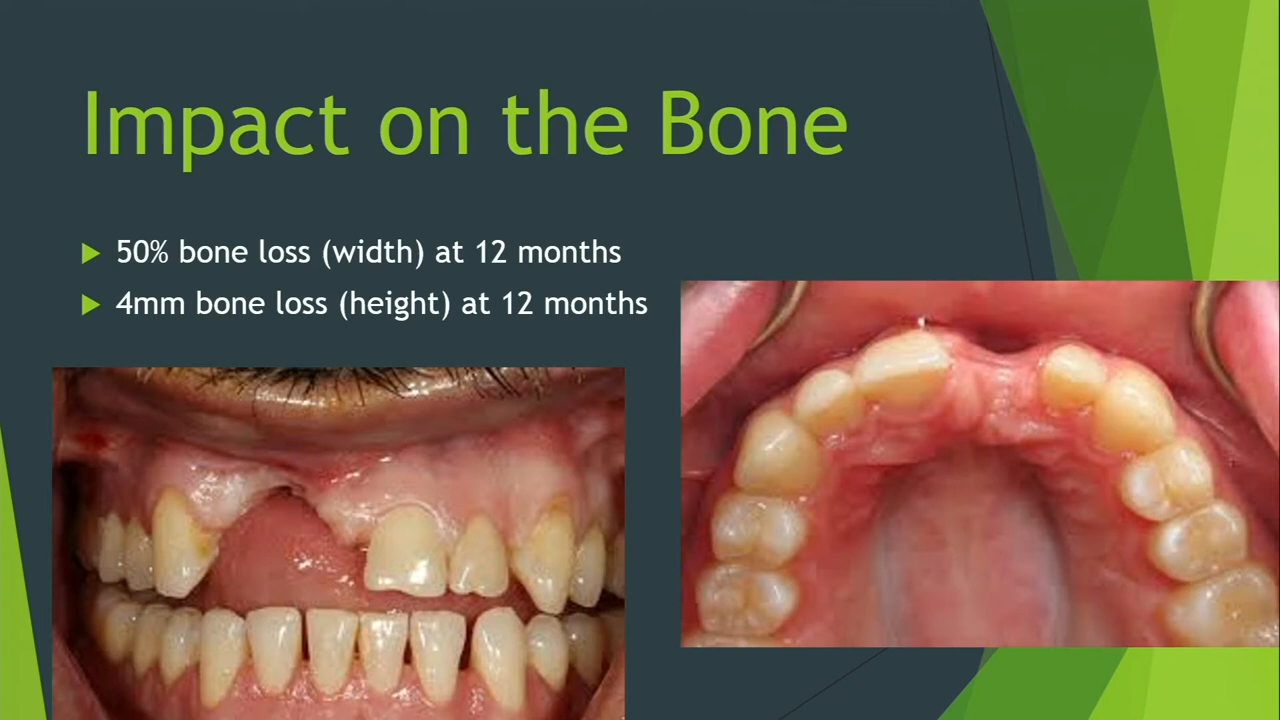 Impact on the Bone
50% bone loss (width) at 12 months
4mm bone loss (height) at 12 months